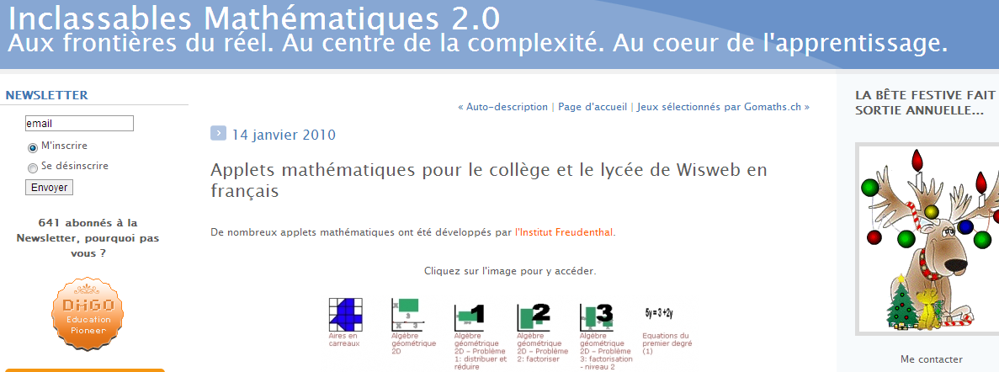 Inclassables Mathématiques 2.0
Aux frontières du réel. Au centre de la complexité. Au coeur de l'apprentissage.
NEWSLETTER
email
M'inscrire
Se désinscrire
Envoyer
641 abonnés à la
Newsletter, pourquoi pas
vous ?
DIIGO
Education
Pioneer
« Auto-description | Page d'accueil | Jeux sélectionnés par Gomaths.ch »
14 janvier 2010
Applets mathématiques pour le collège et le lycée de Wisweb en
français
De nombreux applets mathématiques ont été développés par l'Institut Freudenthal.
Cliquez sur l'image pour y accéder.
Aires en
carreaux
x
3
x 3
Algèbre
géométrique
2D
1
Algèbre
géométrique
2D – Problème
1: distribuer et
réduire
2
Algèbre
géométrique
2D – Problème
2: factoriser
3
Algèbre
géométrique
2D – Problème
3: factorisation
- niveau 2
5y = 3 + 2y
Equations du
premier degré
(1)
LA BÊTE FESTIVE FAIT
SORTIE ANNUELLE...
Me contacter